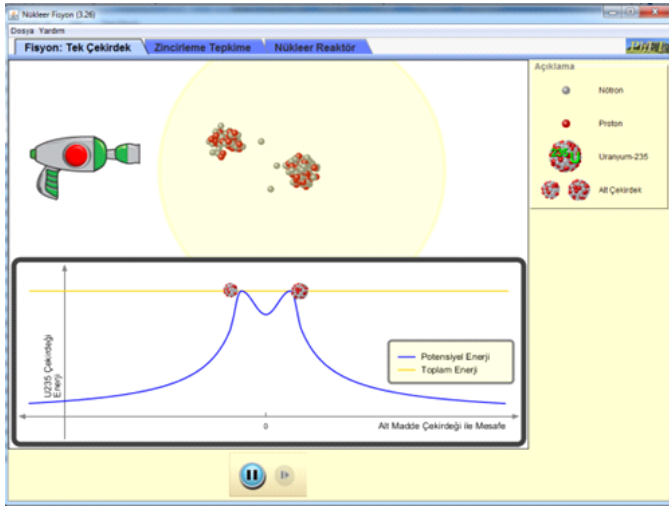 Nükleer Fisyon (3.26)
Dosya Yardım
Fisyon: Tek Çekirdek
Zincirleme Tepkime
Nükleer Reaktör
Açıklama
Nötron
Proton
Uranyum-235
Alt Çekirdek
U235 Çekirdeği
Enerji
Potansiyel Enerji
Toplam Enerji
0
Alt Madde Çekirdeği ile Mesafe